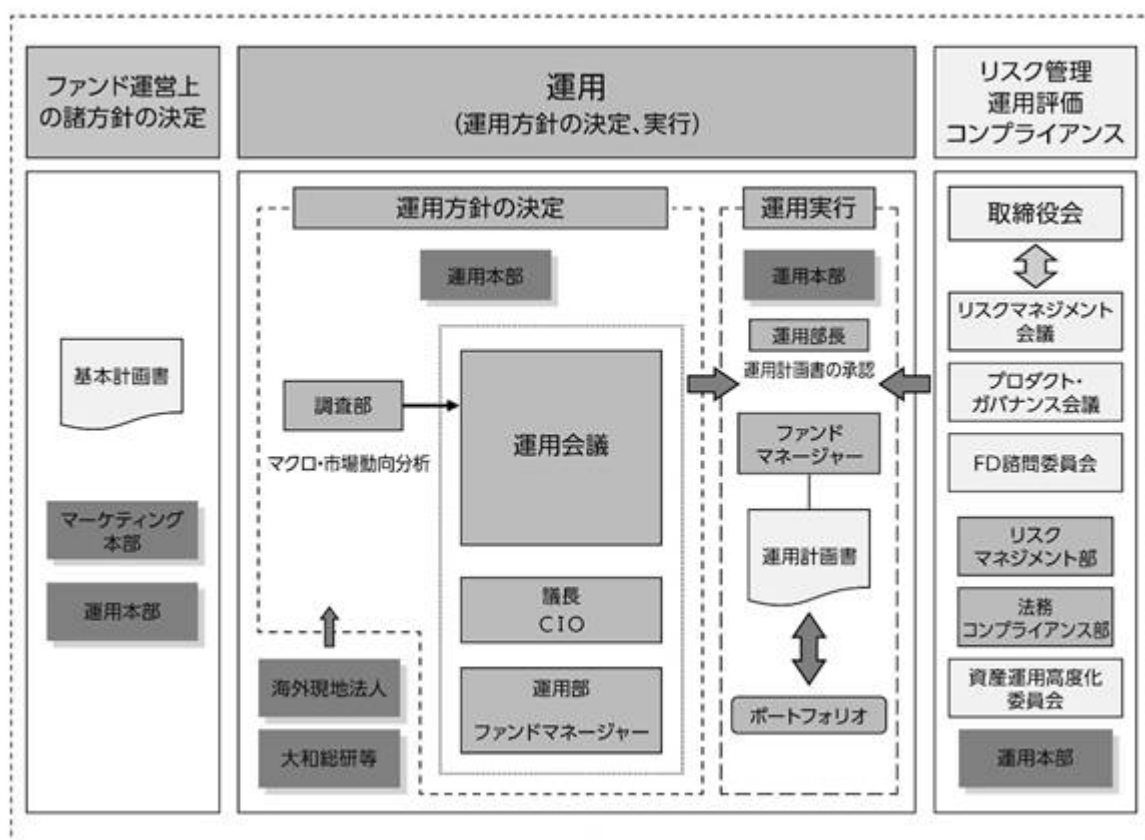 ファンド運営上
の諸方針の決定
運用
(運用方針の決定、実行)
リスク管理
運用評価
コンプライアンス
基本計画書
マーケティング
本部
運用本部
運用方針の決定
運用本部
調査部
マクロ・市場動向分析
運用会議
議長
CIO
運用部
ファンドマネージャー
海外現地法人
大和総研等
運用実行
運用本部
運用部長
運用計画書の承認
ファンド
マネージャー
運用計画書
ポートフォリオ
取締役会
リスクマネジメント
会議
プロダクト・
ガバナンス会議
FD諮問委員会
リスク
マネジメント部
法務
コンプライアンス部
資産運用高度化
委員会
運用本部